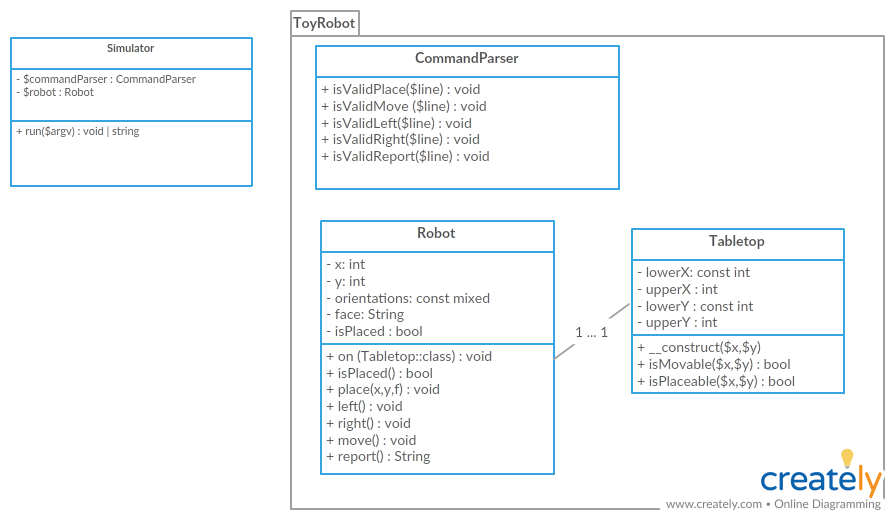 ToyRobot
Simulator
- $commandParser : CommandParser
- $robot : Robot
+ run($argv) : void | string
CommandParser
+ isValidPlace($line) : void
+ isValidMove ($line) : void
+ isValidLeft($line) : void
+ isValidRight($line) : void
+ isValidReport($line) : void
Robot
- x: int
- y: int
- orientations: const mixed
- face: String
- isPlaced : bool
+ on (Tabletop::class) : void
+ isPlaced() : bool
+ place(x,y,f) : void
+ left() : void
+ right() : void
+ move() : void
+ report() : String
1 ... 1
Tabletop
- lowerX: const int
- upperX : int
- lowerY : const int
- upperY : int
+ __construct($x,$y)
+ isMovable($x,$y) : bool
+ isPlaceable($x,$y) : bool
creately
www.creately.com • Online Diagramming